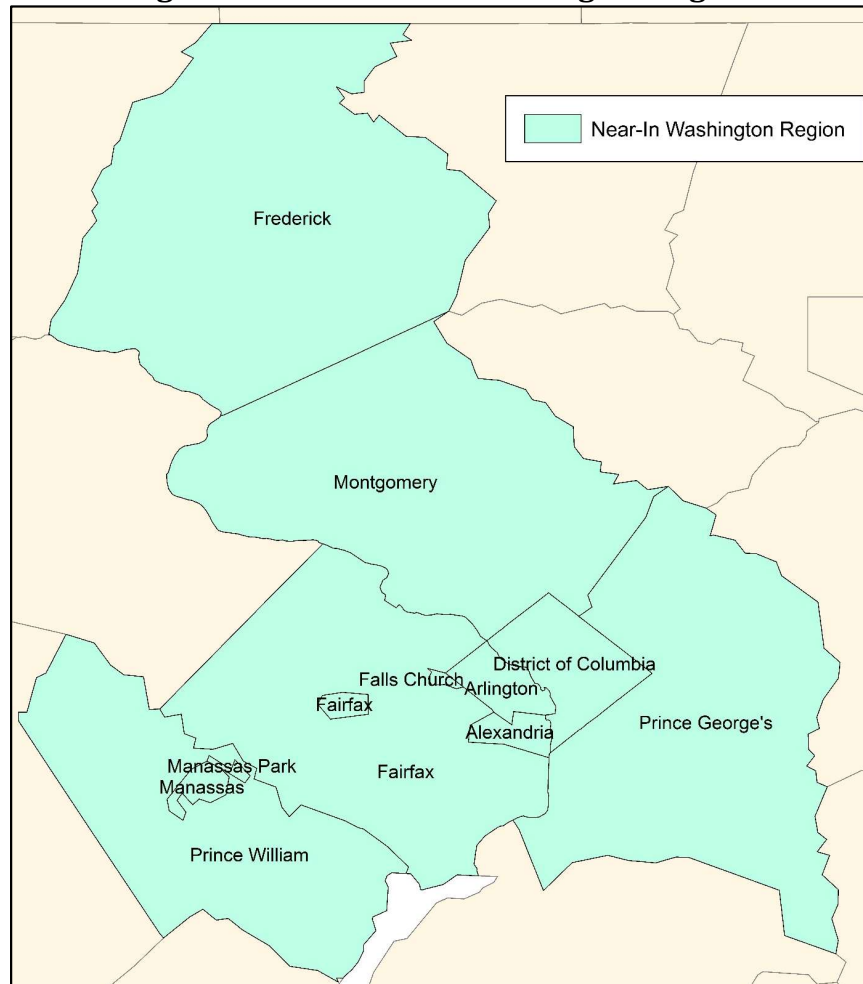 Near-In Washington Region
Frederick
Montgomery
District of Columbia
Falls Church
Arlington
Fairfax
Prince George's
Alexandria
Manassas Park
Fairfax
Manassas
Prince William